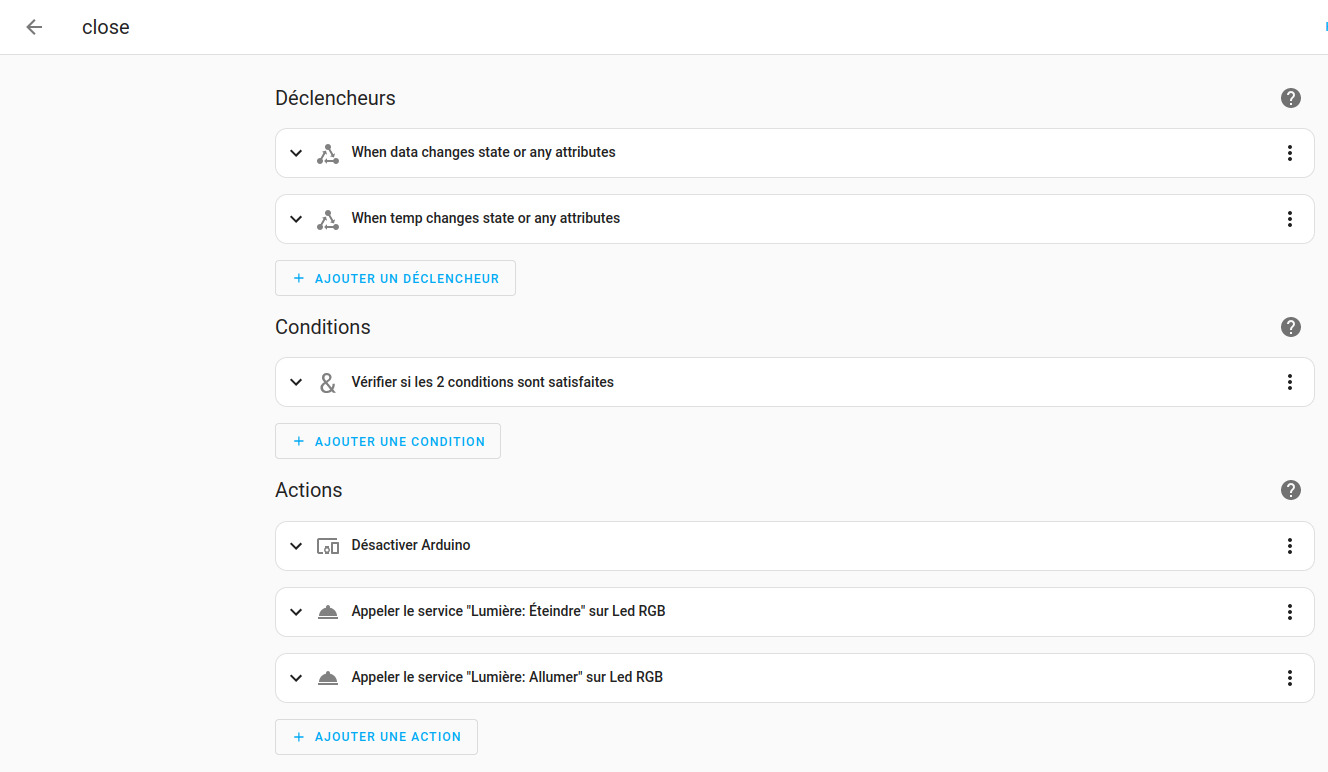 close
Déclencheurs
When data changes state or any attributes
When temp changes state or any attributes
+ AJOUTER UN DÉCLENCHEUR
Conditions
& Vérifier si les 2 conditions sont satisfaites
+ AJOUTER UNE CONDITION
Actions
Désactiver Arduino
Appeler le service "Lumière: Éteindre" sur Led RGB
Appeler le service "Lumière: Allumer" sur Led RGB
+ AJOUTER UNE ACTION